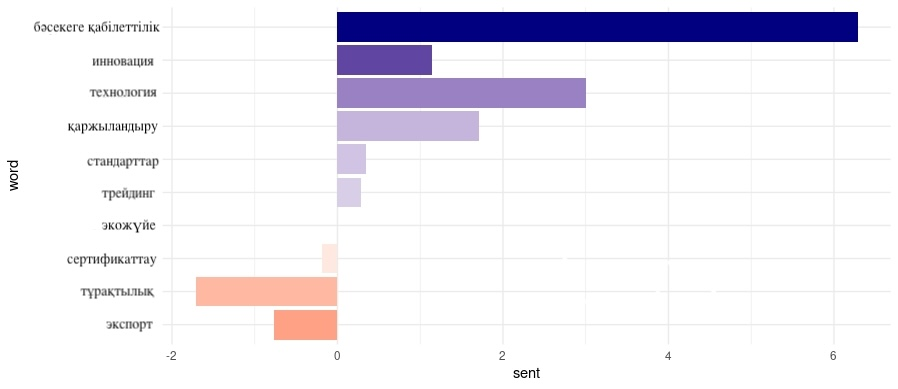 бәсекеге қабілеттілік
инновация
технология
қаржыландыру
стандарттар
трейдинг
экожүйе
сертификаттау
тұрақтылық
экспорт
word
-2 0 2 4 6
sent